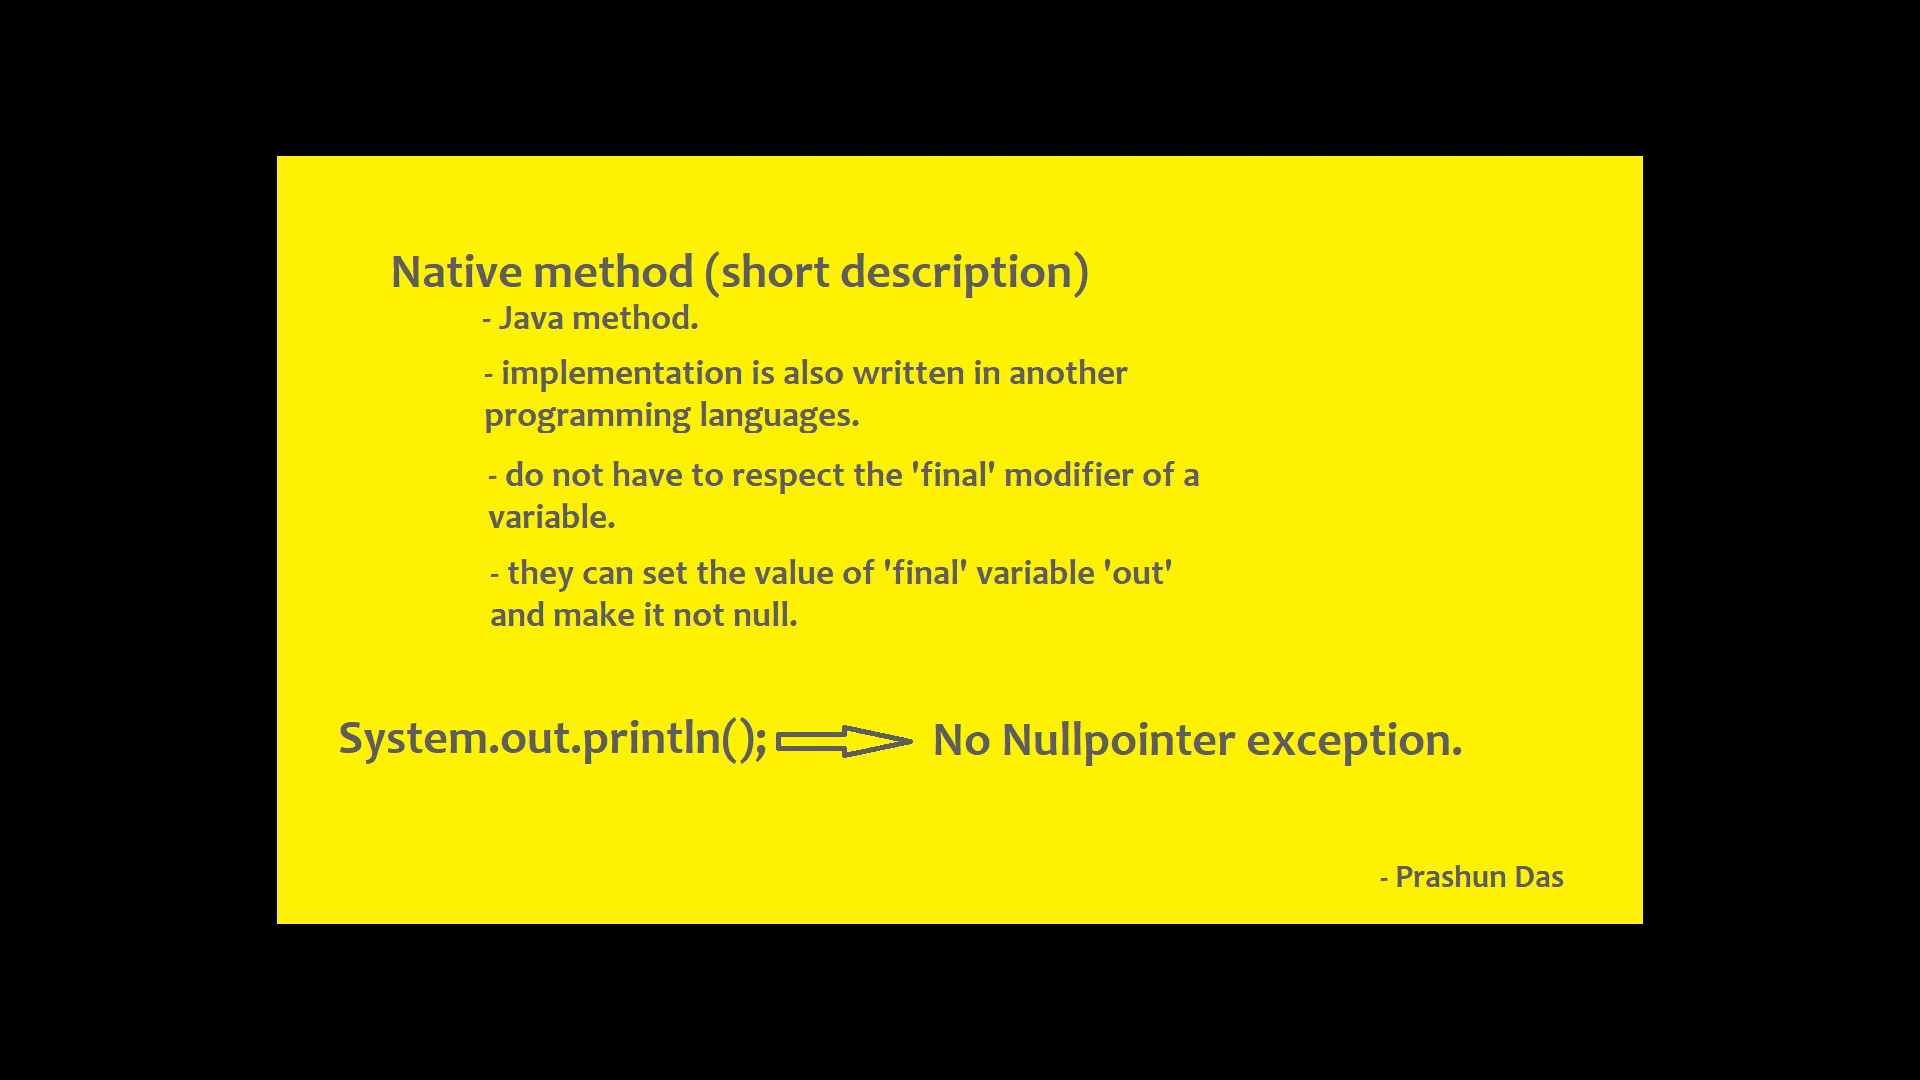 Native method (short description)
- Java method.
- implementation is also written in another
programming languages.
- do not have to respect the 'final' modifier of a
variable.
- they can set the value of 'final' variable 'out'
and make it not null.
System.out.println(); No Nullpointer exception.
- Prashun Das